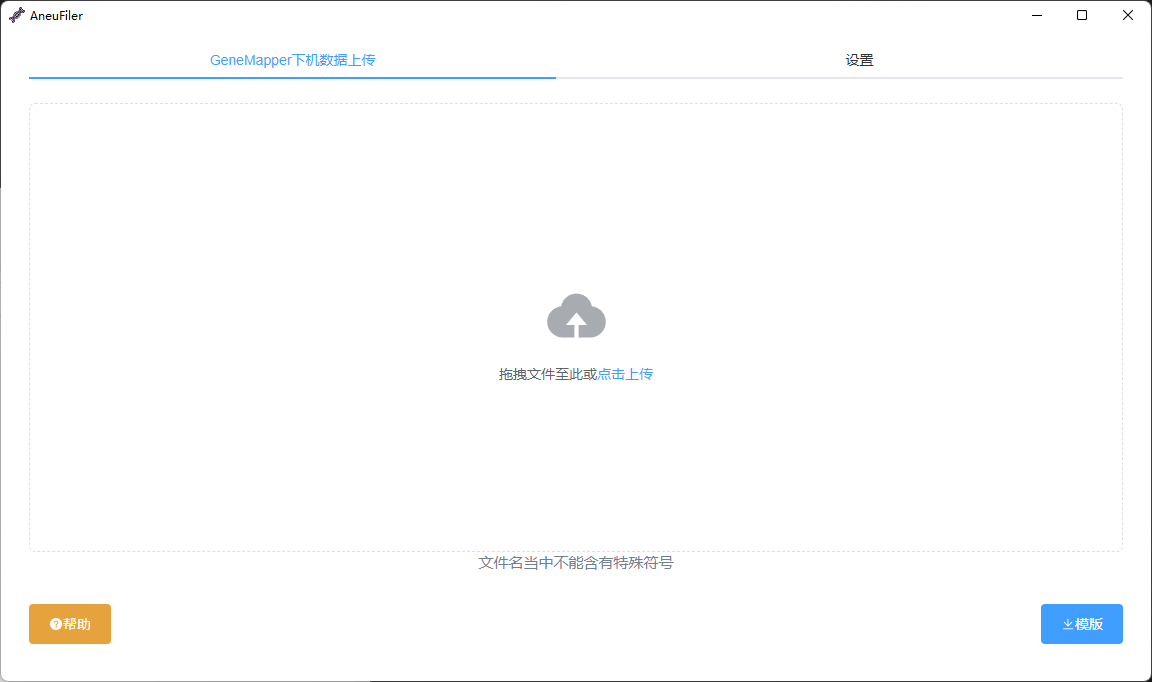 AneuFiler
GeneMapper下机数据上传
设置
拖拽文件至此或点击上传
文件名当中不能含有特殊符号
帮助
模版